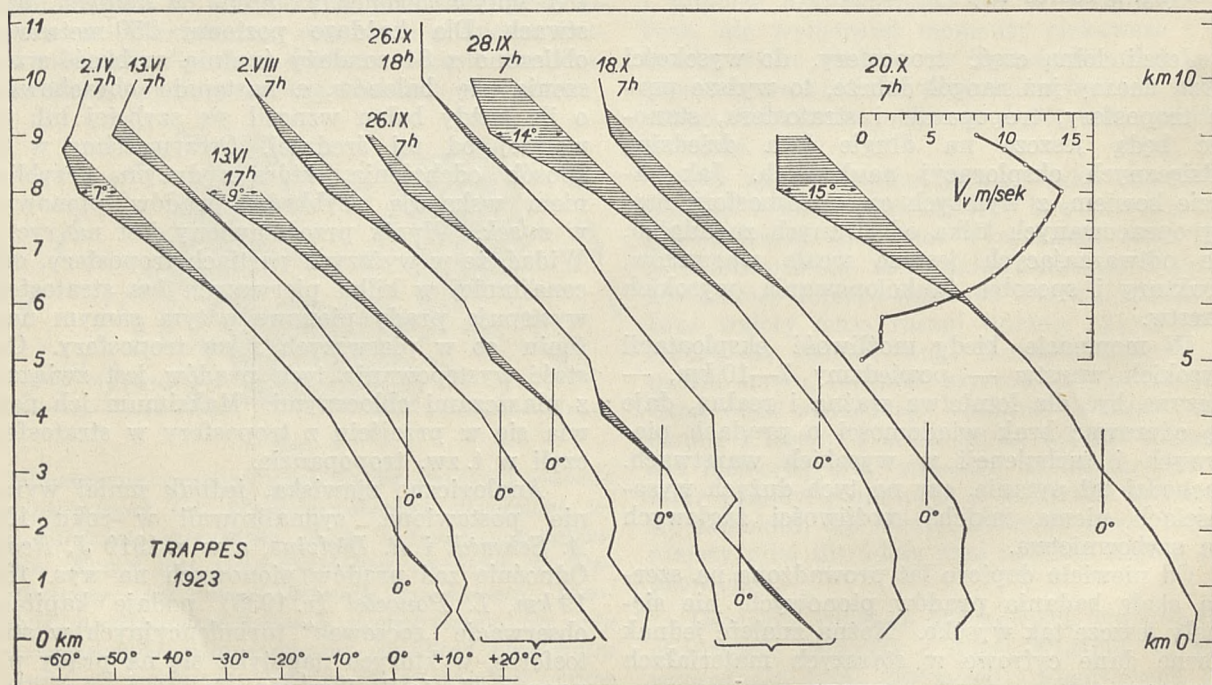 11
10
9
8
7
6
5
4
3
2
1
0 km
2.IV
7h
13.VI
7h
2.VIII
7h
26.IX
18h
28.IX
7h
26.IX
7h
13.VI
17h
18.X
7h
20 X
7h
0 5 10 15
Vv m/sek
7°
9°
14°
15°
km 10
5
km 0
0°
0°
0°
0°
0°
0°
0°
0°
TRAPPES
1923
-60° -50° 40° 30° 20° -10° 0° +10° +20° C